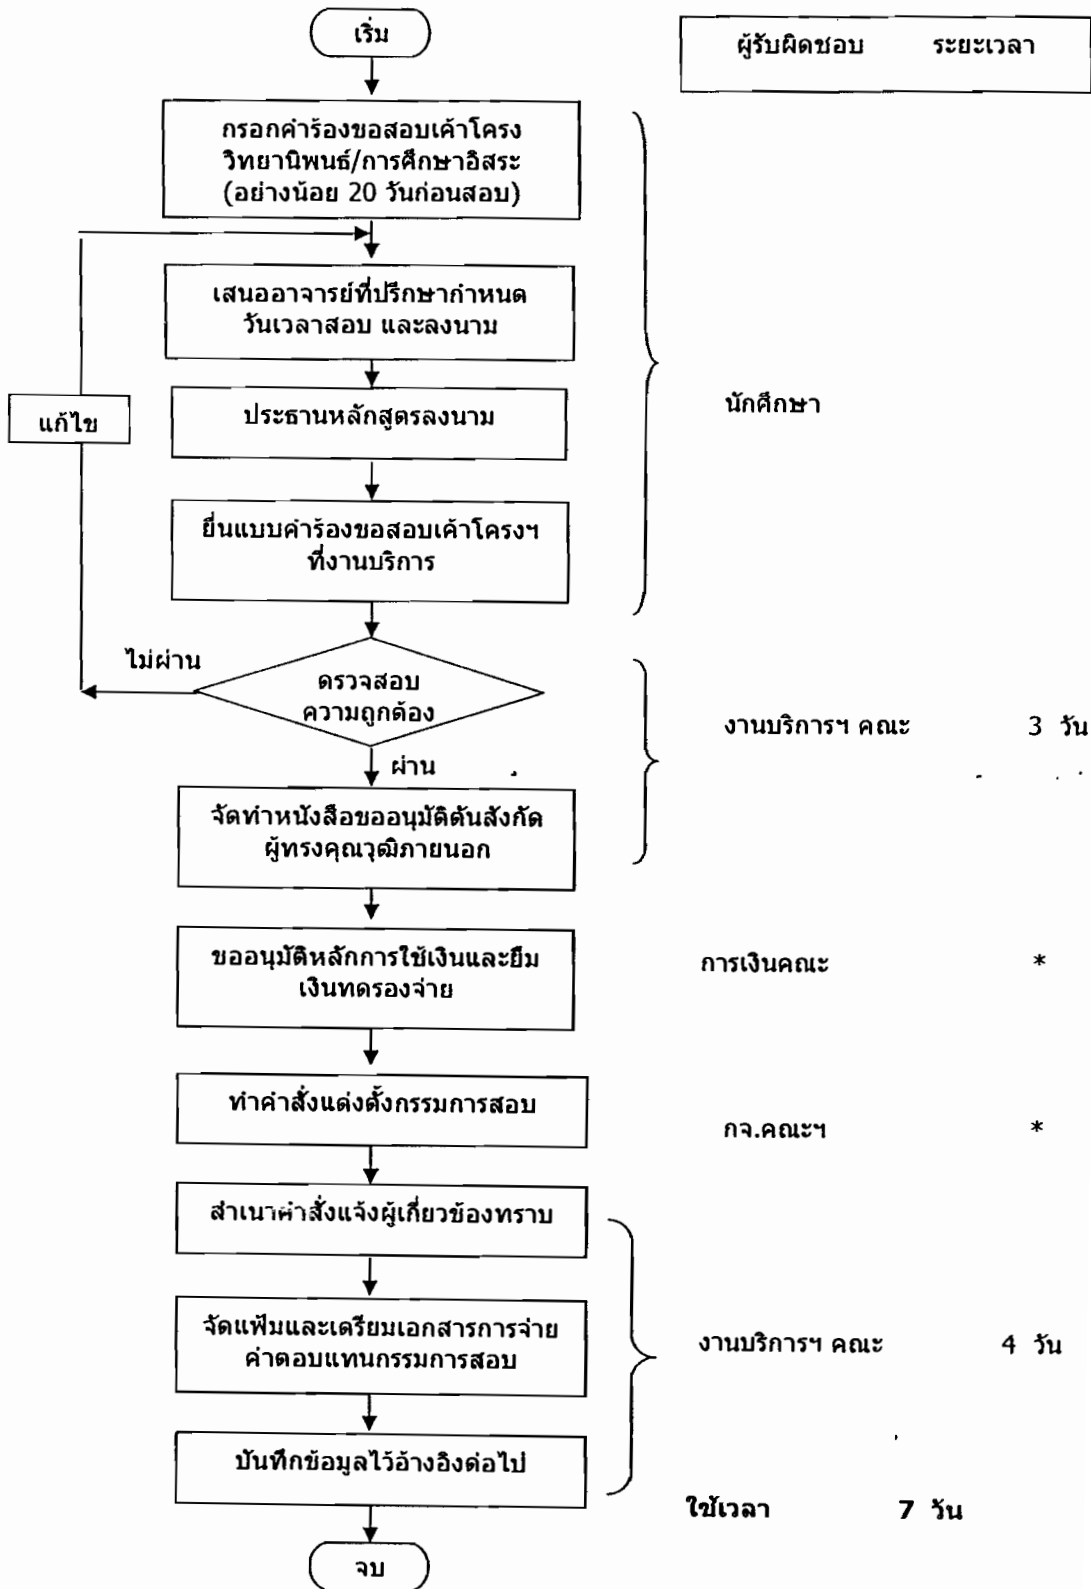 เริ่ม
ผู้รับผิดชอบ ระยะเวลา
กรอกคำร้องขอสอบเค้าโครง
วิทยานิพนธ์/การศึกษาอิสระ
(อย่างน้อย 20 วันก่อนสอบ)
เสนออาจารย์ที่ปรึกษากำหนด
วันเวลาสอบ และลงนาม
แก้ไข
ประธานหลักสูตรลงนาม
นักศึกษา
ยื่นแบบคำร้องขอสอบเค้าโครงฯ
ที่งานบริการ
ไม่ผ่าน
ตรวจสอบ
ความถูกต้อง
งานบริการฯ คณะ 3 วัน
ผ่าน
จัดทำหนังสือขออนุมัติต้นสังกัด
ผู้ทรงคุณวุฒิภายนอก
ขออนุมัติหลักการใช้เงินและยืม
เงินทดรองจ่าย
การเงินคณะ *
ทำคำสั่งแต่งตั้งกรรมการสอบ
กจ.คณะฯ *
สำเนาคำสั่งแจ้งผู้เกี่ยวข้องทราบ
จัดแฟ้มและเตรียมเอกสารการจ่าย
ค่าตอบแทนกรรมการสอบ
งานบริการฯ คณะ 4 วัน
บันทึกข้อมูลไว้อ้างอิงต่อไป
ใช้เวลา 7 วัน
จบ